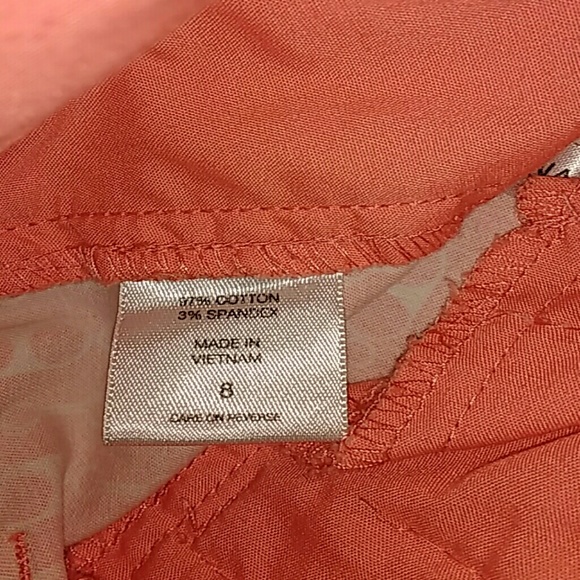 97% COTTON
3% SPANDEX
MADE IN
VIETNAM
8
CARE ON REVERSE